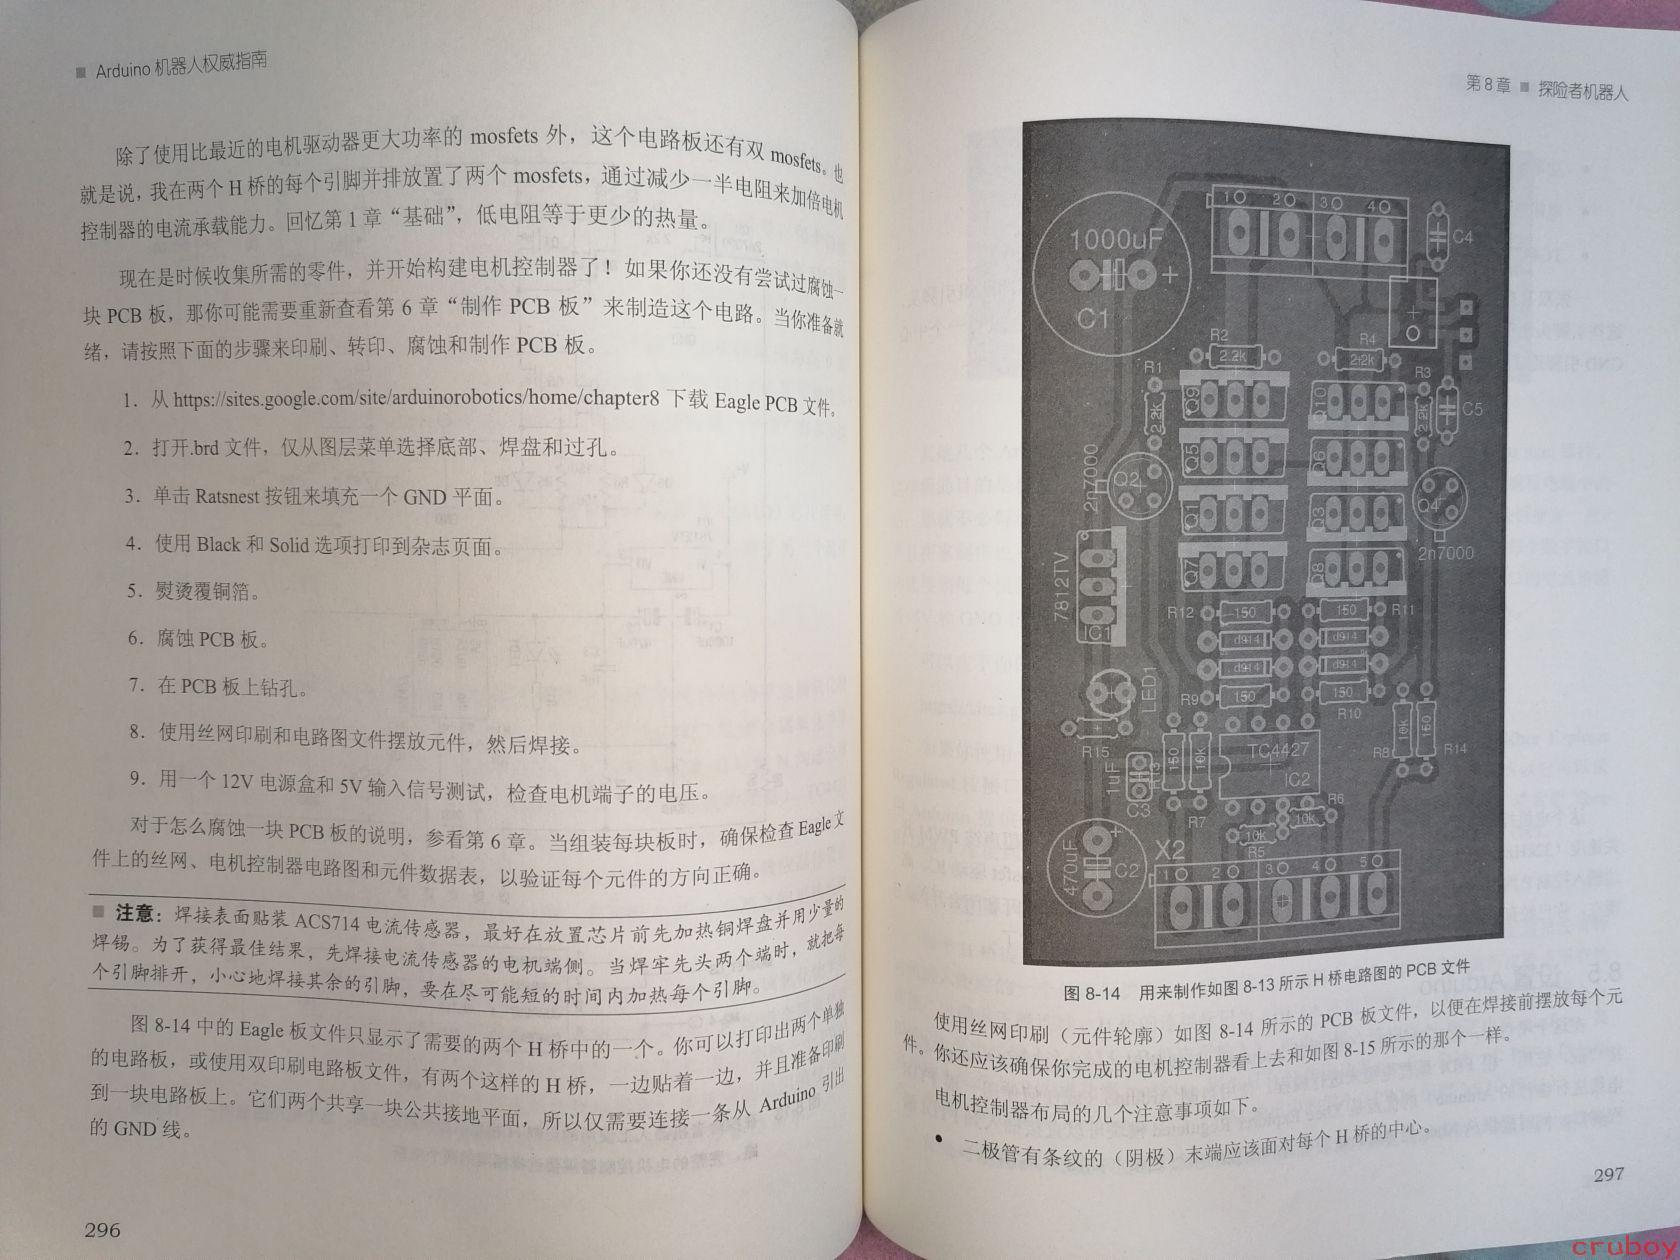 ■ Arduino 机器人权威指南
除了使用比最近的电机驱动器更大功率的 mosfets 外，这个电路板还有双 mosfets。也
就是说，我在两个 H 桥的每个引脚并排放置了两个 mosfets，通过减少一半电阻来加倍电机
控制器的电流承载能力。回忆第 1 章“基础”，低电阻等于更少的热量。
现在是时候收集所需的零件，并开始构建电机控制器了！如果你还没有尝试过腐蚀一
块 PCB 板，那你可能需要重新查看第 6 章“制作 PCB 板”来制造这个电路。当你准备就
绪，请按照下面的步骤来印刷、转印、腐蚀和制作 PCB 板。
1．从 https://sites.google.com/site/arduinorobotics/home/chapter8 下载 Eagle PCB 文件。
2．打开.brd 文件，仅从图层菜单选择底部、焊盘和过孔。
3．单击 Ratsnest 按钮来填充一个 GND 平面。
4．使用 Black 和 Solid 选项打印到杂志页面。
5．熨烫覆铜箔。
6．腐蚀 PCB 板。
7．在 PCB 板上钻孔。
8．使用丝网印刷和电路图文件摆放元件，然后焊接。
9．用一个 12V 电源盒和 5V 输入信号测试，检查电机端子的电压。
对于怎么腐蚀一块 PCB 板的说明，参看第 6 章。当组装每块板时，确保检查 Eagle 文
件上的丝网、电机控制器电路图和元件数据表，以验证每个元件的方向正确。
■ 注意：焊接表面贴装 ACS714 电流传感器，最好在放置芯片前先加热铜焊盘并用少量的
焊锡。为了获得最佳结果，先焊接电流传感器的电机端侧。当焊牢先头两个端时，就把每
个引脚排开，小心地焊接其余的引脚，要在尽可能短的时间内加热每个引脚。
图 8-14 中的 Eagle 板文件只显示了需要的两个 H 桥中的一个。你可以打印出两个单独
的电路板，或使用双印刷电路板文件，有两个这样的 H 桥，一边贴着一边，并且准备印刷
到一块电路板上。它们两个共享一块公共接地平面，所以仅需要连接一条从 Arduino 引出
的 GND 线。
296
第 8 章 ■ 探险者机器人
1 2 3 4
1000uF
C1
C4
R2
2.2k
R4
2.2k
R1
2.2k
R3
2.2k
C5
Q9
Q10
Q5
Q6
Q2
2n7000
Q4
2n7000
Q1
Q3
Q7
Q8
7812TV
IC1
R12
150
150
R11
d914
d914
d914
d914
R9
150
150
R10
LED1
R15
1uF
C3
R13
150
10k
R7
TC4427
IC2
R8
10k
150
R14
R6
10k
10k
R5
470uF
C2
X2
1 2 3 4 5
图 8-14 用来制作如图 8-13 所示 H 桥电路图的 PCB 文件
使用丝网印刷（元件轮廓）如图 8-14 所示的 PCB 板文件，以便在焊接前摆放每个元
件。你还应该确保你完成的电机控制器看上去和如图 8-15 所示的那个一样。
电机控制器布局的几个注意事项如下。
• 二极管有条纹的（阴极）末端应该面对每个 H 桥的中心。
297
cruboy